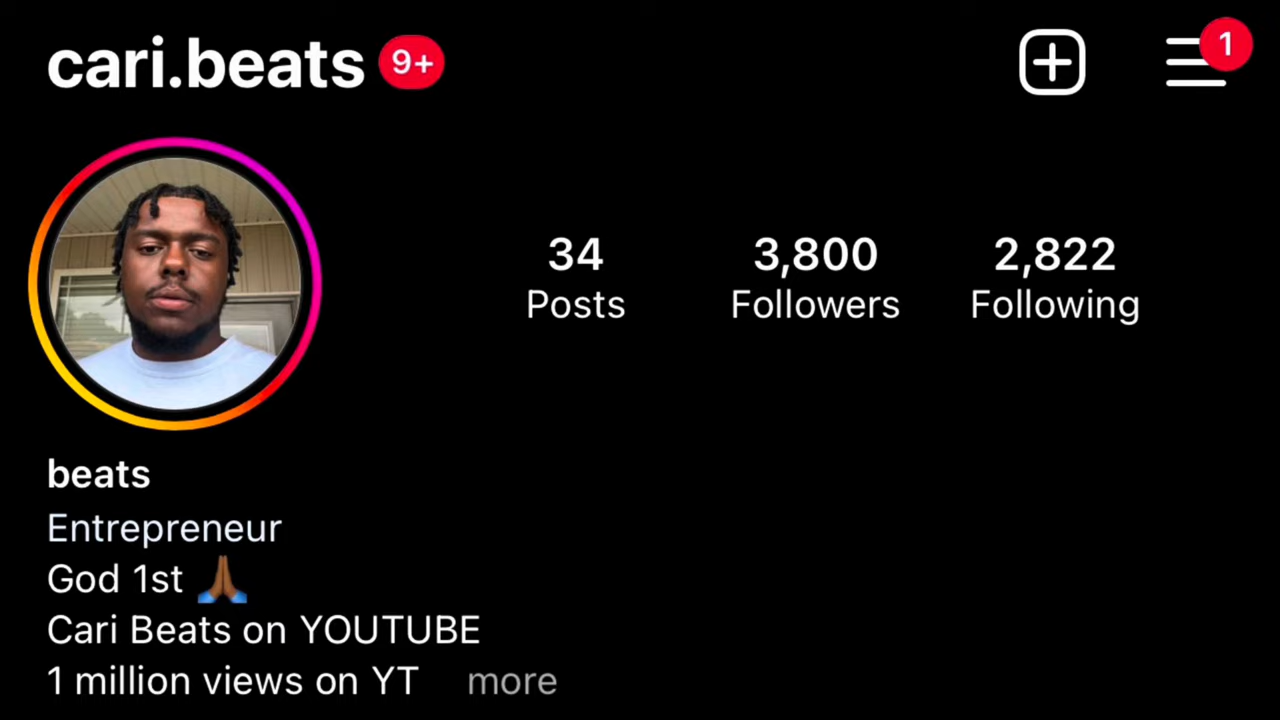 cari.beats 9+
1
34 3,800 2,822
Posts Followers Following
beats
Entrepreneur
God 1st 🙏🏾
Cari Beats on YOUTUBE
1 million views on YT more